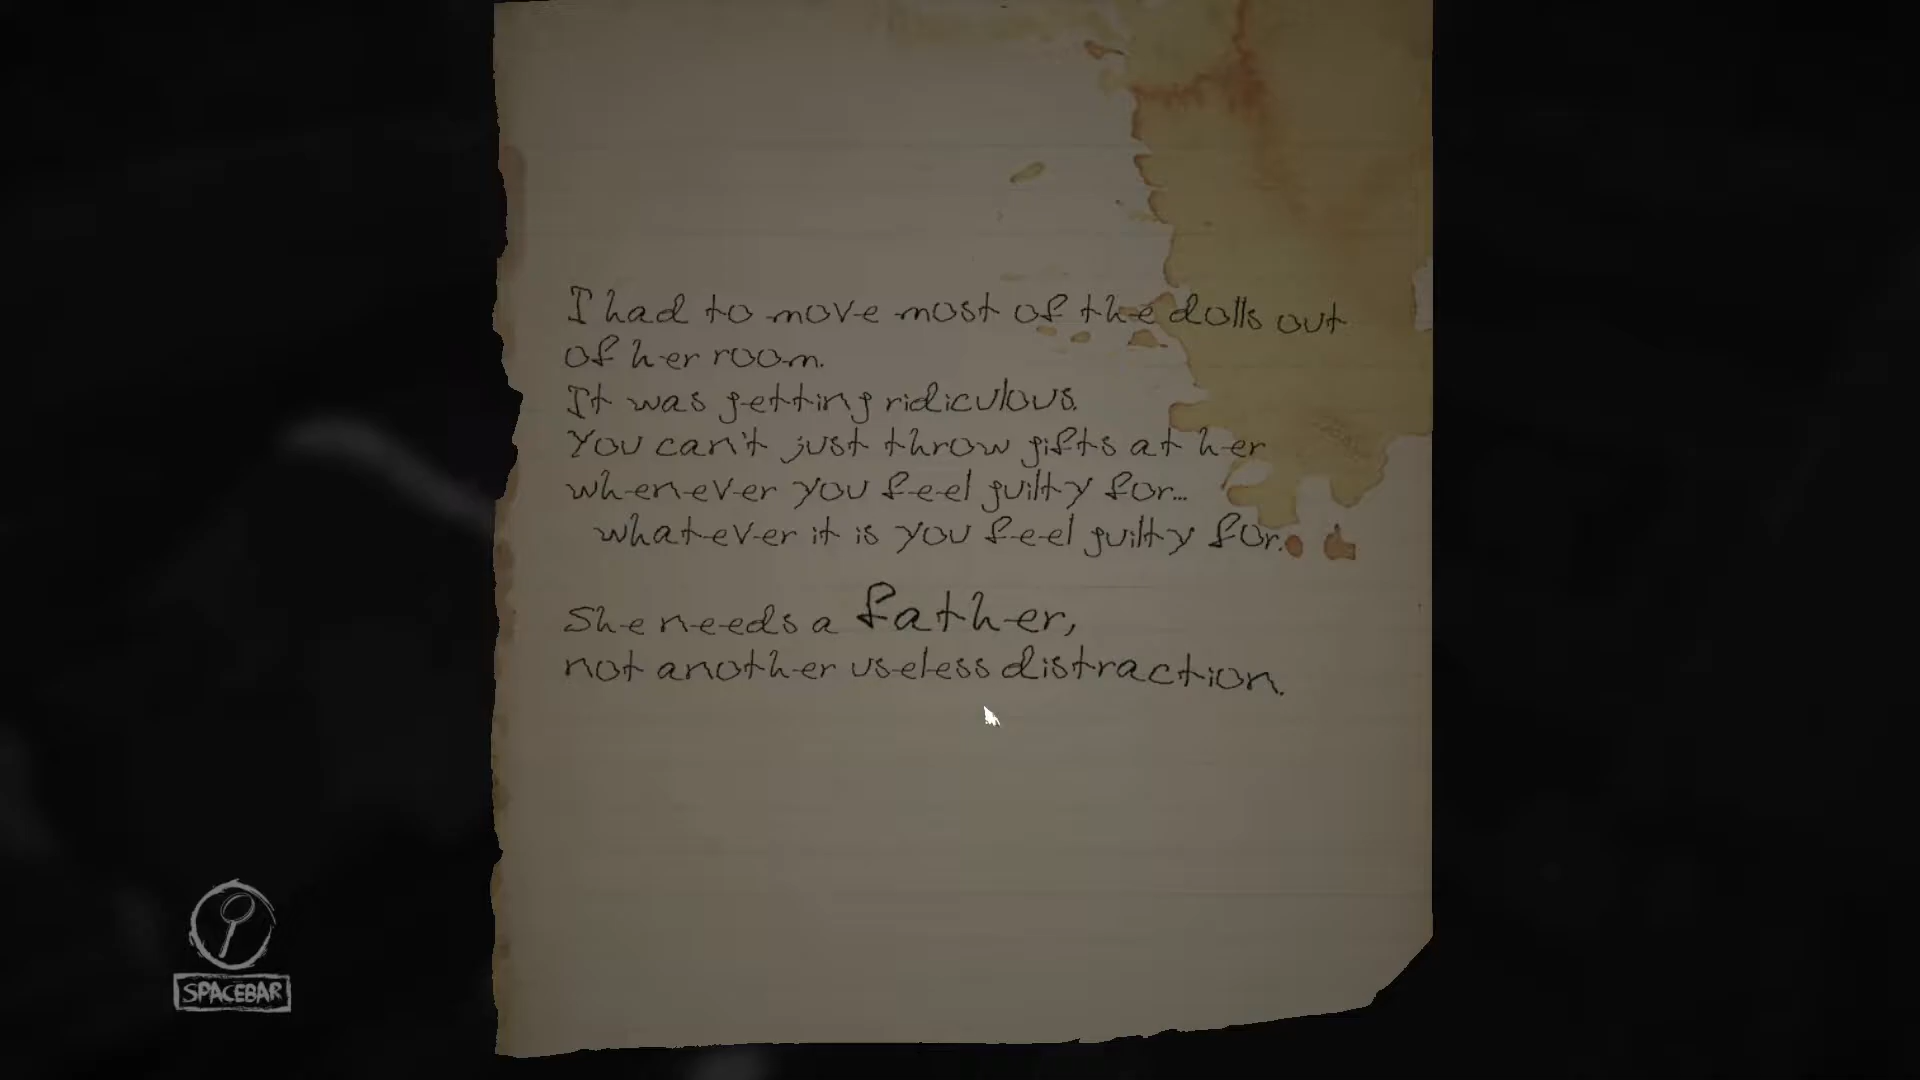 I had to move most of the dolls out
of her room.
It was getting ridiculous.
You can't just throw gifts at her
whenever you feel guilty for...
whatever it is you feel guilty for.
She needs a father,
not another useless distraction.
SPACEBAR